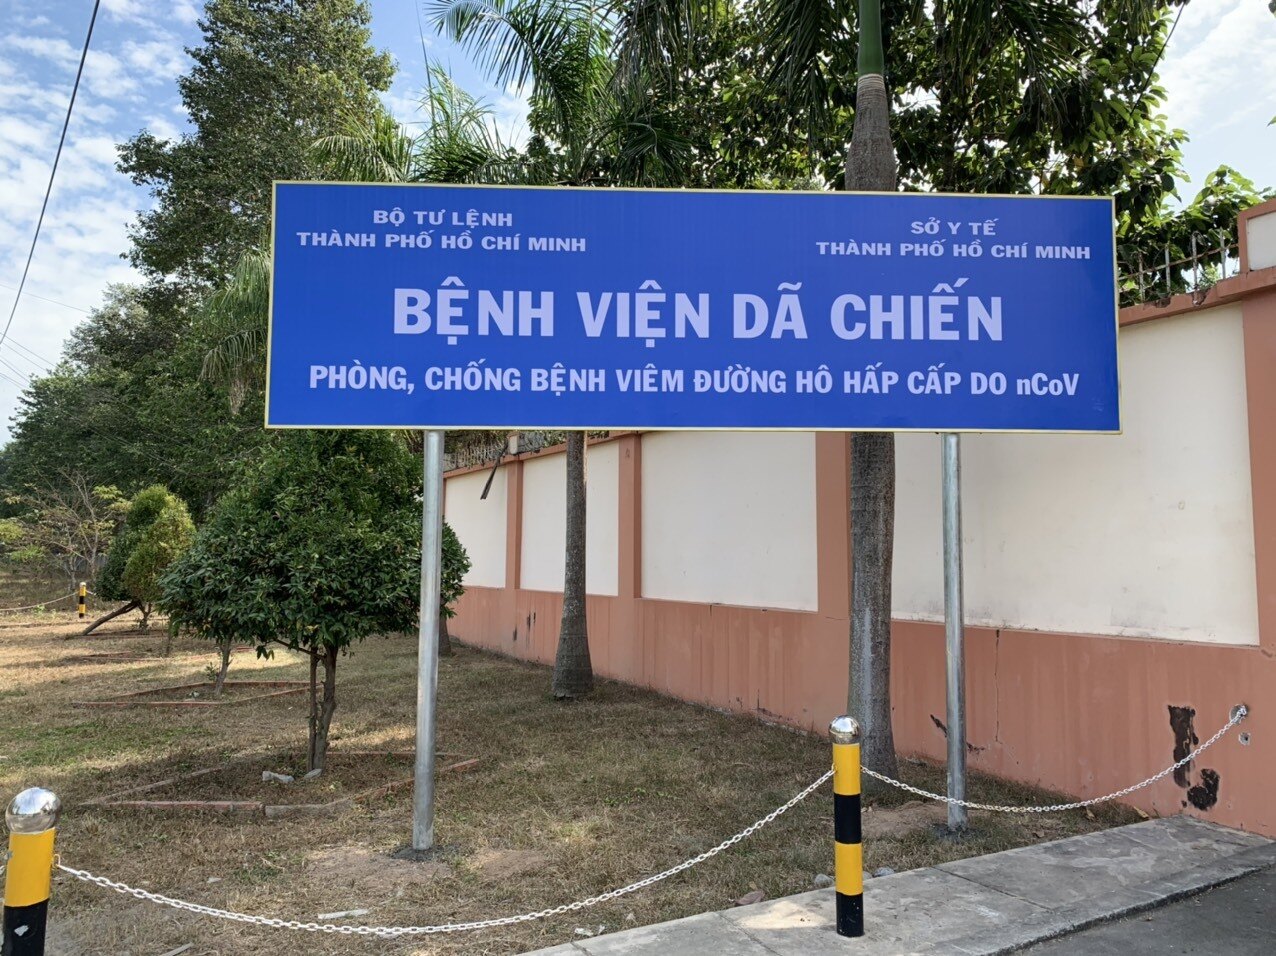 BỘ TƯ LỆNH
THÀNH PHỐ HỒ CHÍ MINH
SỞ Y TẾ
THÀNH PHỐ HỒ CHÍ MINH
BỆNH VIỆN DÃ CHIẾN
PHÒNG, CHỐNG BỆNH VIÊM ĐƯỜNG HÔ HẤP CẤP DO nCoV